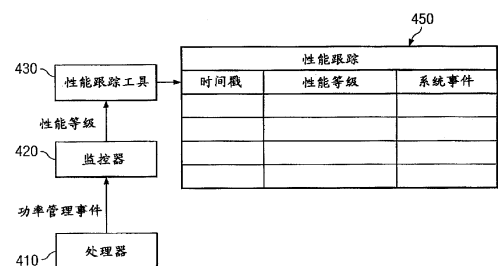 450
430
性能跟踪工具
性能跟踪
时间戳
性能等级
系统事件
性能等级
420
监控器
功率管理事件
410
处理器